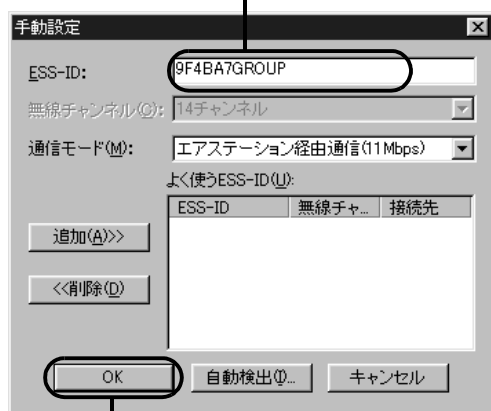 手動設定
ESS-ID: 9F4BA7GROUP
無線チャンネル(C): 14チャンネル
通信モード(M): エアステーション経由通信(11Mbps)
よく使うESS-ID(U):
ESS-ID 無線チャ... 接続先
追加(A)>>
<<削除(D)
OK 自動検出(I)... キャンセル